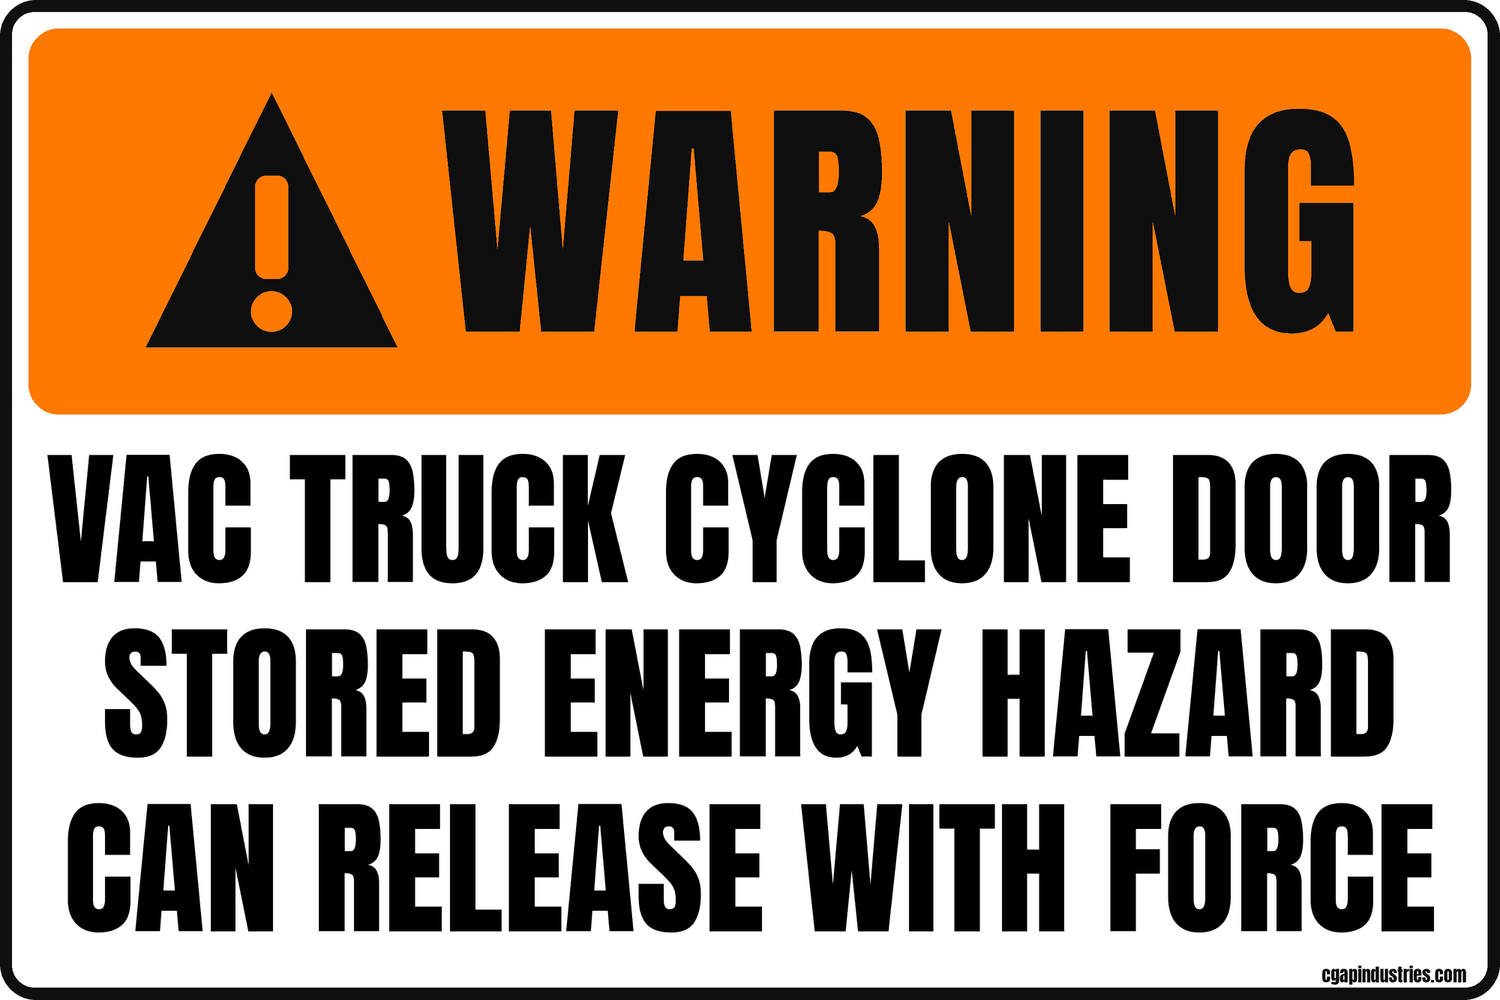 WARNING
VAC TRUCK CYCLONE DOOR
STORED ENERGY HAZARD
CAN RELEASE WITH FORCE
cgapindustries.com